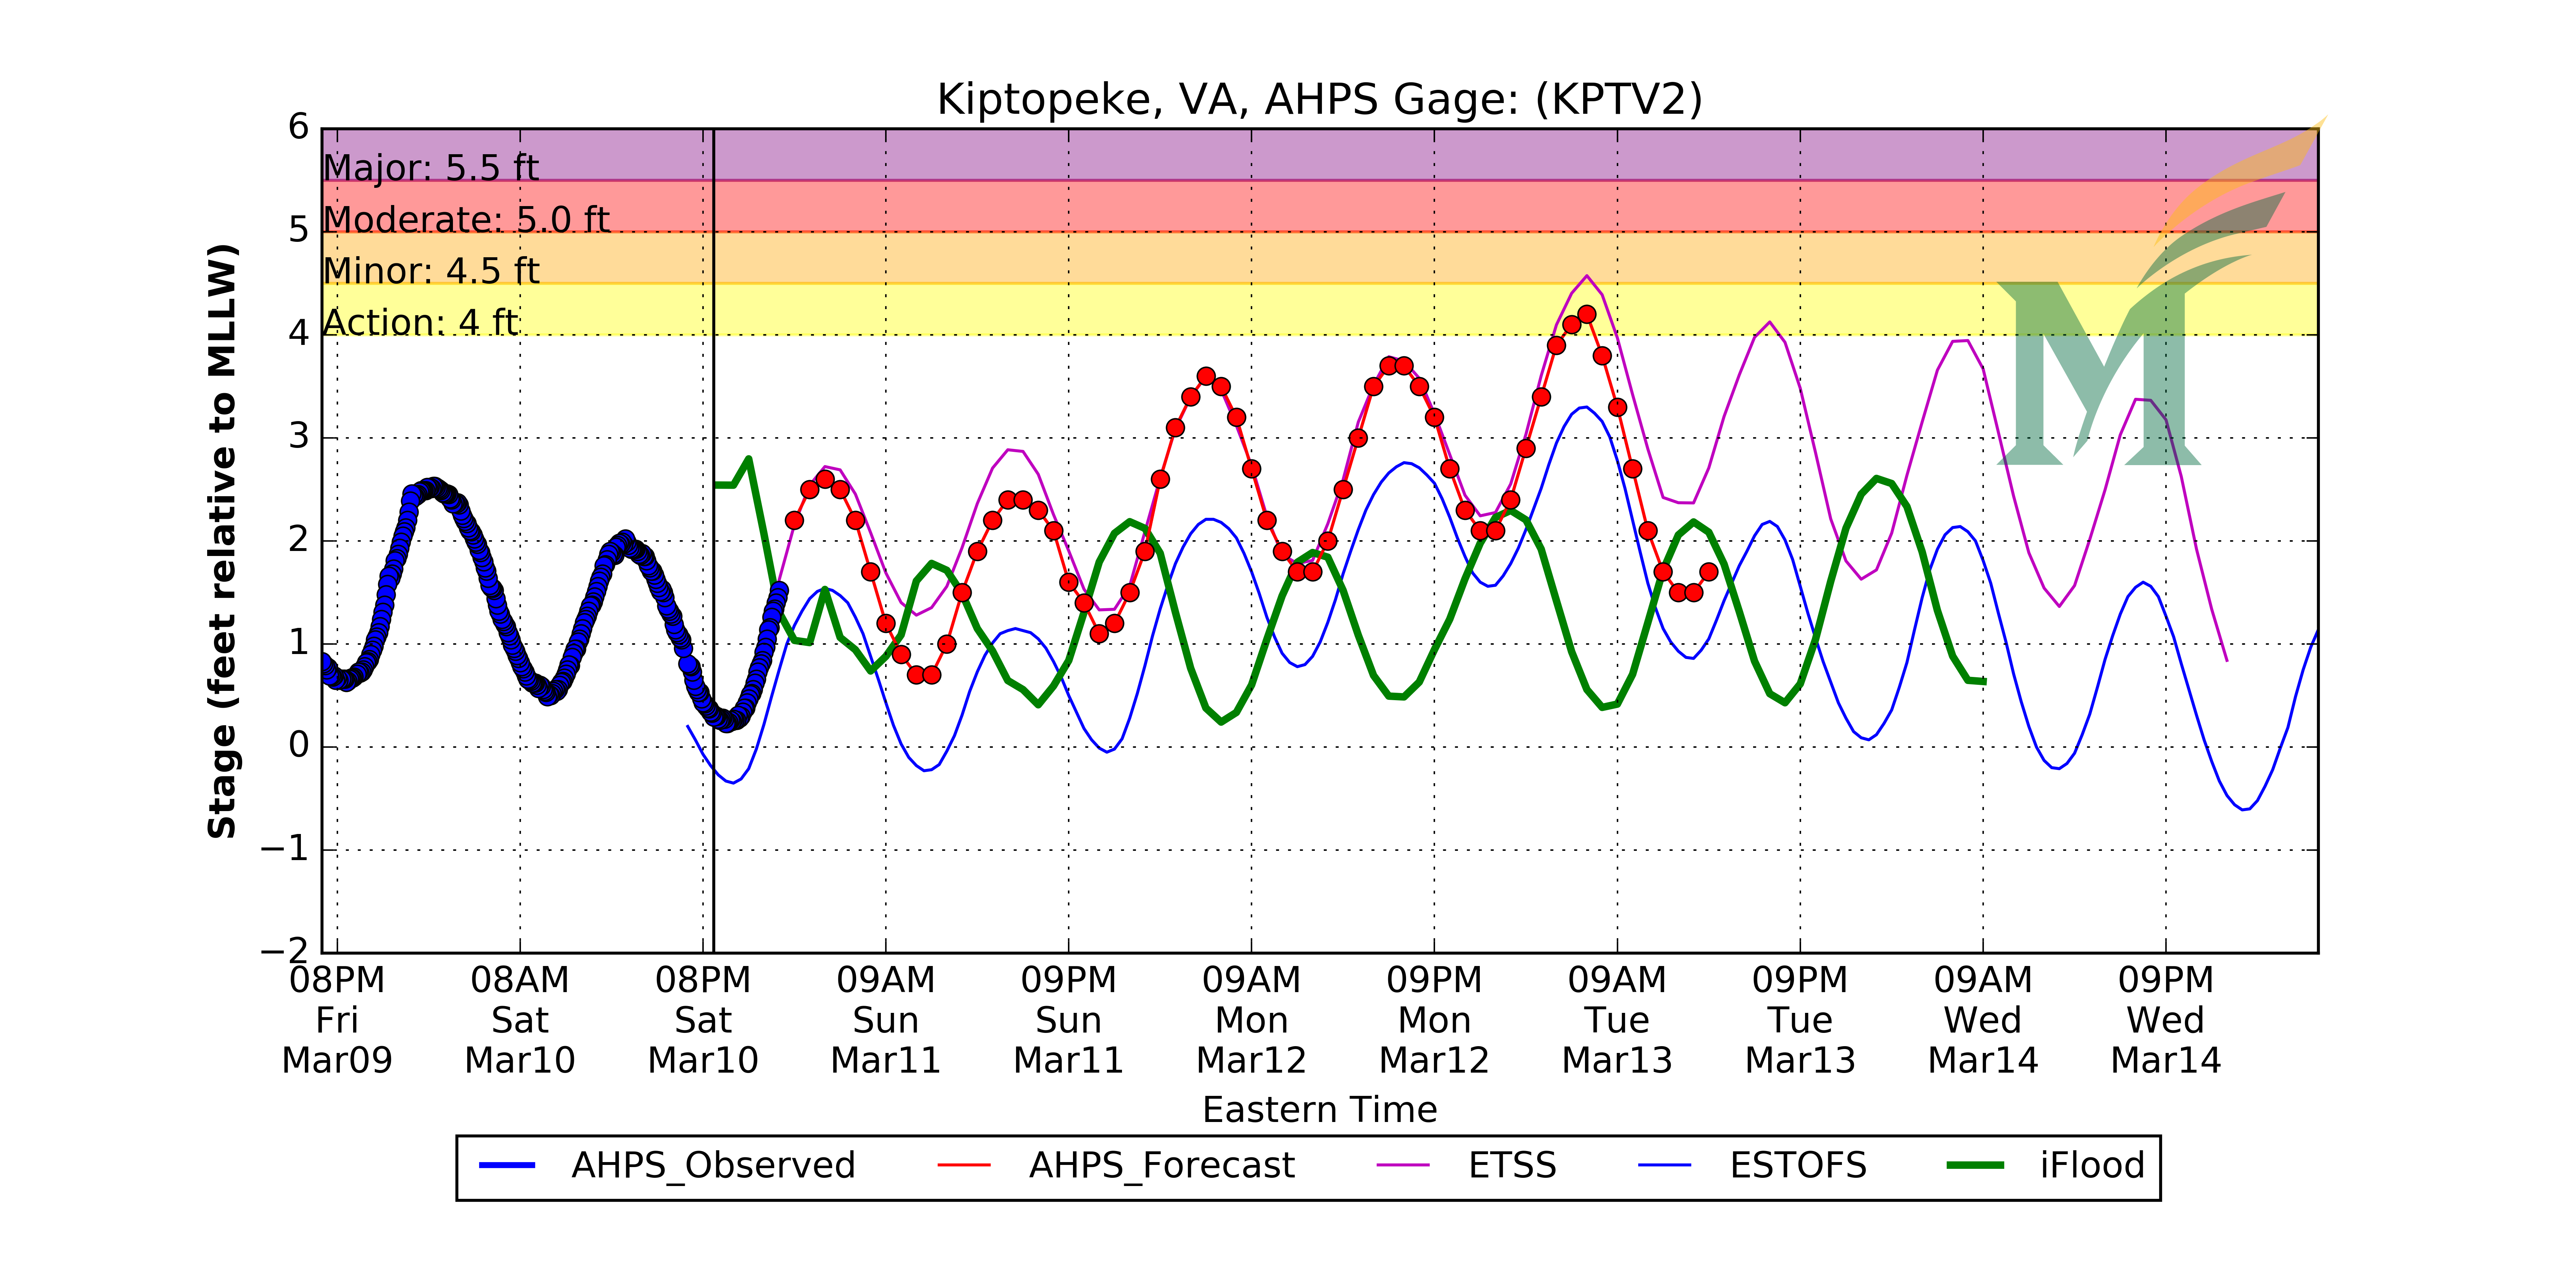 Kiptopeke, VA, AHPS Gage: (KPTV2)
6
5
4
3
2
1
0
−1
−2
Stage (feet relative to MLLW)
Major: 5.5 ft
Moderate: 5.0 ft
Minor: 4.5 ft
Action: 4 ft
08PM 08AM 08PM 09AM 09PM 09AM 09PM 09AM 09PM 09AM 09PM
Fri Sat Sat Sun Sun Mon Mon Tue Tue Wed Wed
Mar09 Mar10 Mar10 Mar11 Mar11 Mar12 Mar12 Mar13 Mar13 Mar14 Mar14
Eastern Time
AHPS_Observed AHPS_Forecast ETSS ESTOFS iFlood
M